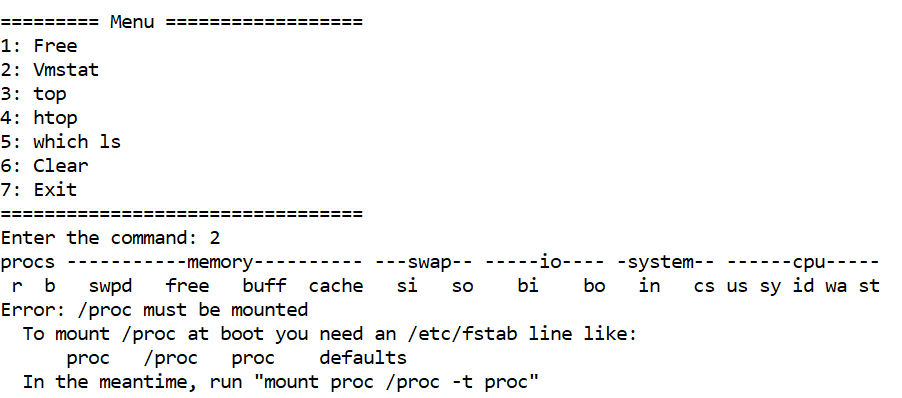 ========= Menu ==================
1: Free
2: Vmstat
3: top
4: htop
5: which ls
6: Clear
7: Exit
=================================
Enter the command: 2
procs -----------memory---------- ---swap-- -----io---- -system-- ------cpu-----
 r  b   swpd   free   buff  cache   si   so    bi    bo   in   cs us sy id wa st
Error: /proc must be mounted
  To mount /proc at boot you need an /etc/fstab line like:
      proc   /proc   proc    defaults
  In the meantime, run "mount proc /proc -t proc"